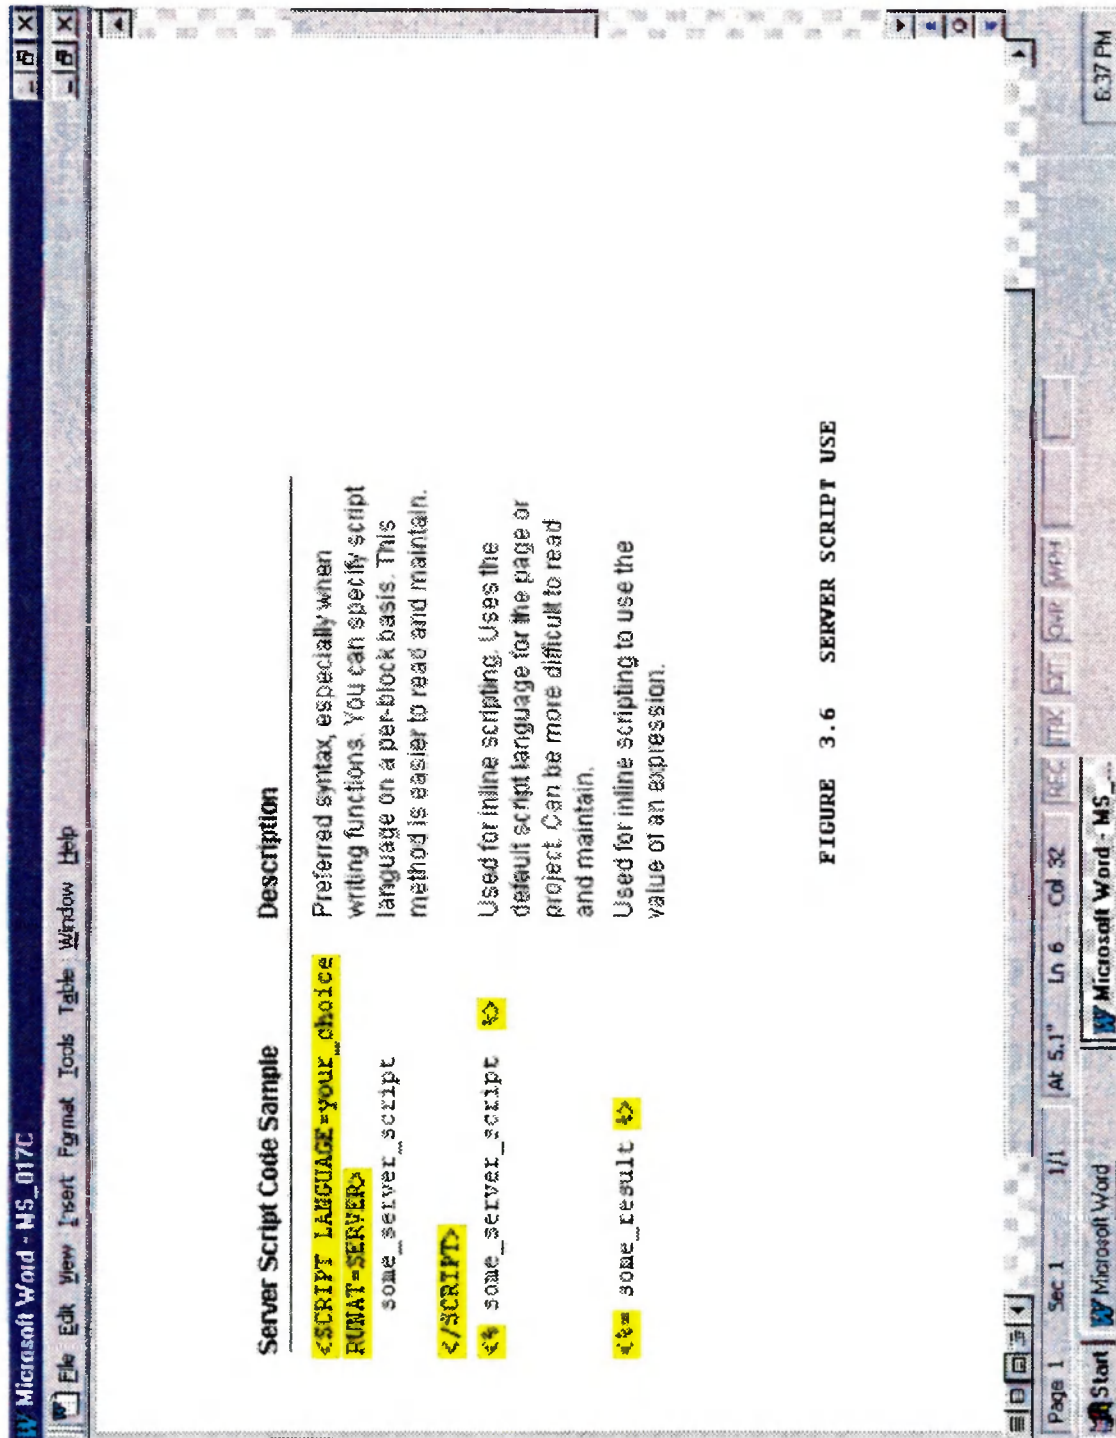 Microsoft Word - MS_017C
File Edit View Insert Format Tools Table Window Help
Server Script Code Sample Description
<SCRIPT LANGUAGE=your_choice Preferred syntax, especially when
RUNAT=SERVER> writing functions. You can specify script
some_server_script language on a per-block basis. This
</SCRIPT> method is easier to read and maintain.
<% some_server_script %> Used for inline scripting. Uses the
default script language for the page or
project. Can be more difficult to read
and maintain.
<%= some_result %> Used for inline scripting to use the
value of an expression.
FIGURE 3.6 SERVER SCRIPT USE
Page 1 Sec 1 1/1 At 5.1" Ln 6 Col 32 REC TRK EXT OVR WPH
Start Microsoft Word Microsoft Word - MS_... 6:37 PM